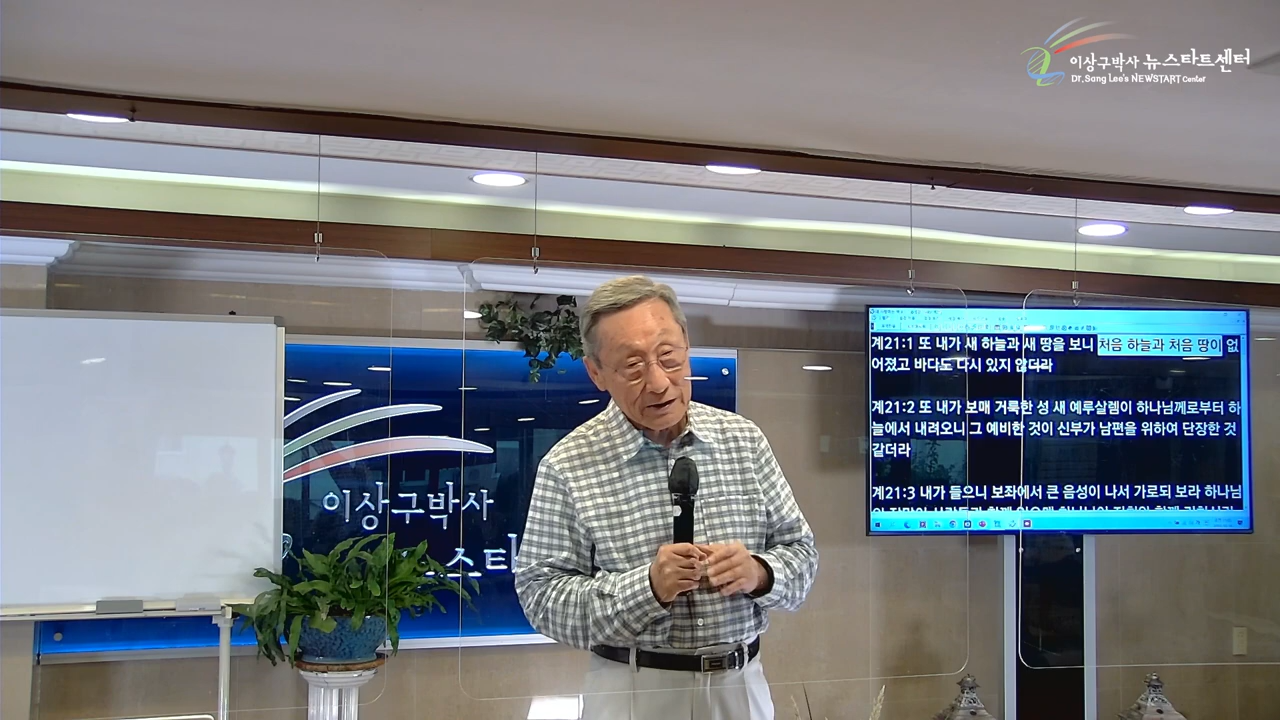 이상구박사 뉴스타트센터
Dr. Sang Lee's NEWSTART Center
계21:1 또 내가 새 하늘과 새 땅을 보니 처음 하늘과 처음 땅이 없
어졌고 바다도 다시 있지 않더라
계21:2 또 내가 보매 거룩한 성 새 예루살렘이 하나님께로부터 하
늘에서 내려오니 그 예비한 것이 신부가 남편을 위하여 단장한 것
같더라
계21:3 내가 들으니 보좌에서 큰 음성이 나서 가로되 보라 하나님
이상구박사
스타